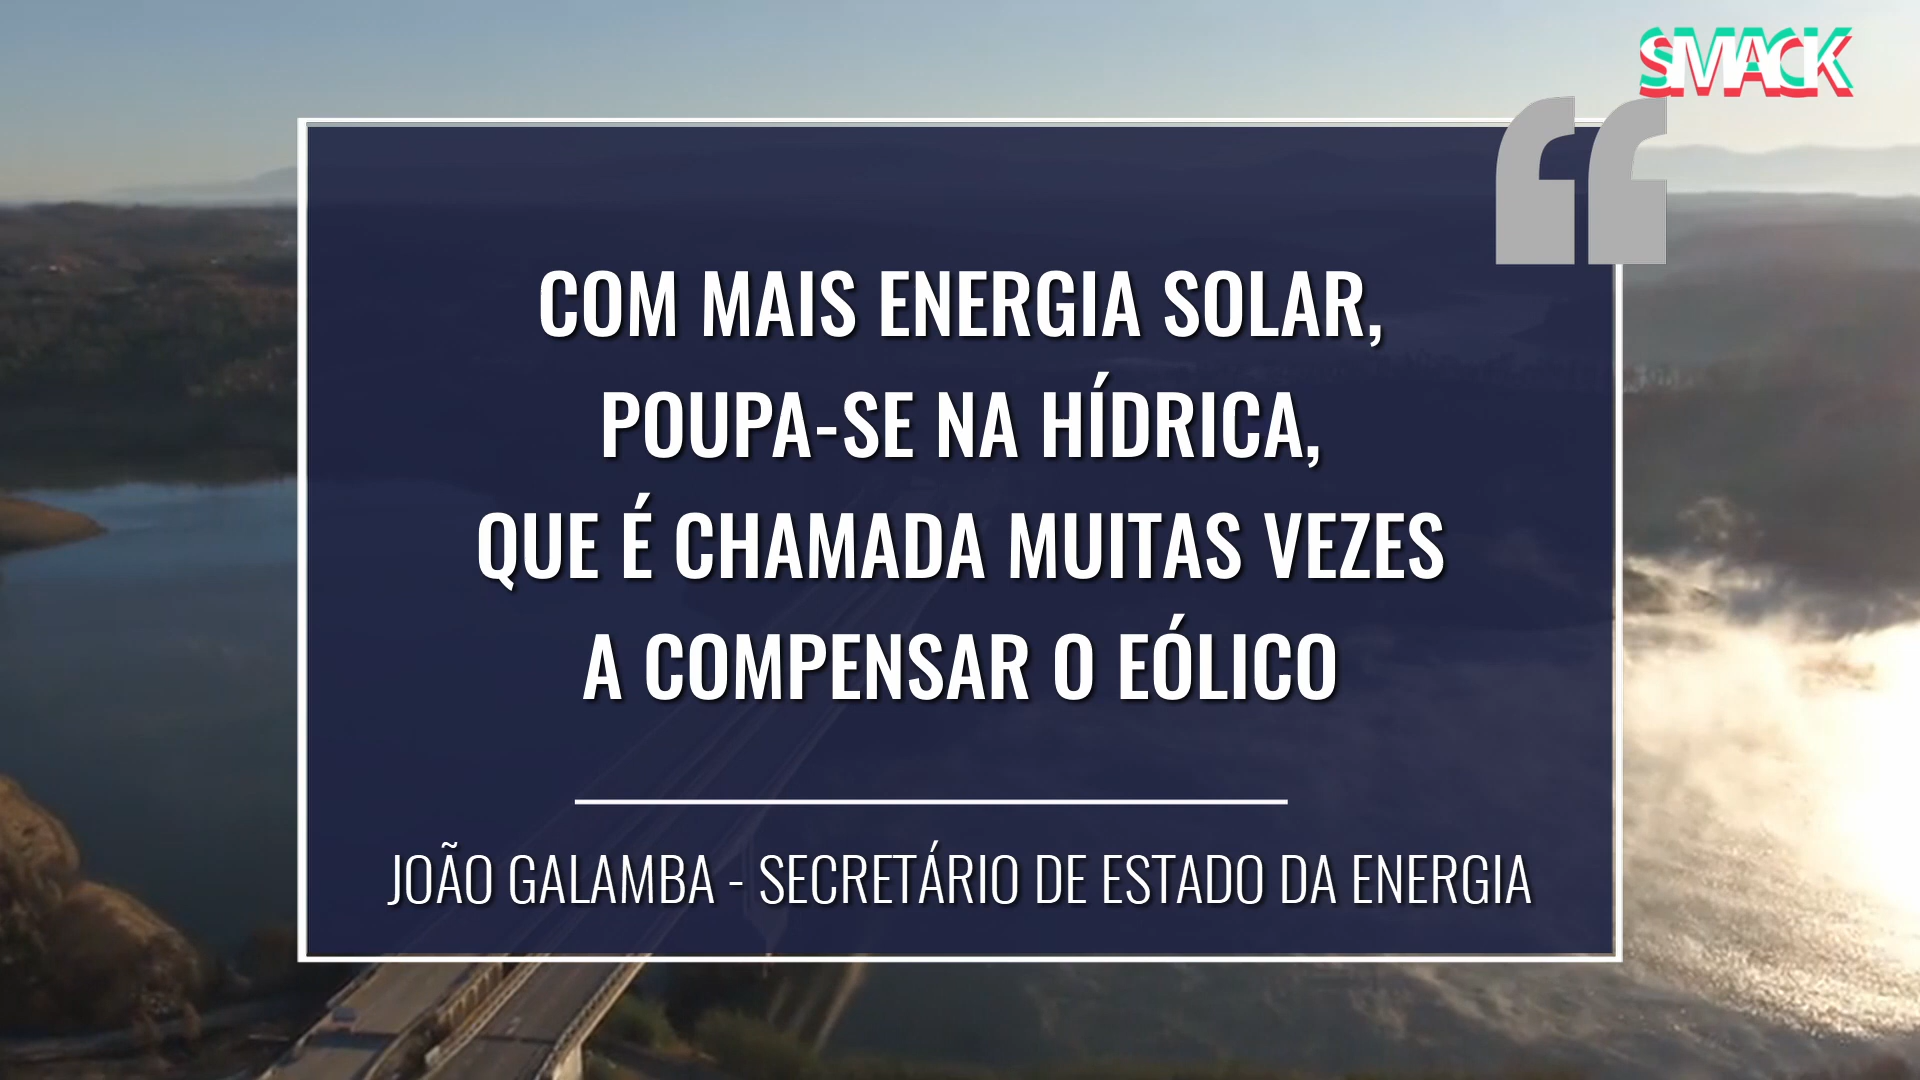 SMACK
COM MAIS ENERGIA SOLAR,
POUPA-SE NA HÍDRICA,
QUE É CHAMADA MUITAS VEZES
A COMPENSAR O EÓLICO
JOÃO GALAMBA - SECRETÁRIO DE ESTADO DA ENERGIA